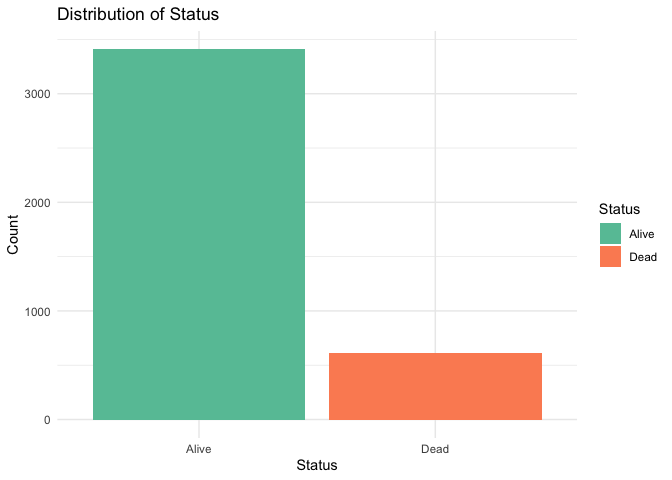 Distribution of Status
Count
3000
2000
1000
0
Alive
Dead
Status
Status
Alive
Dead